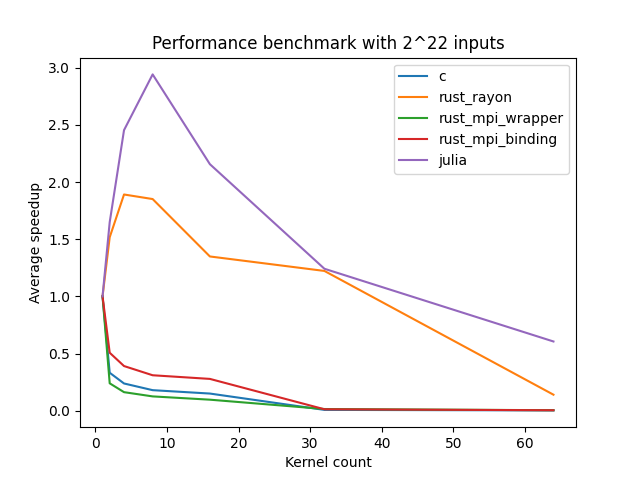 Performance benchmark with 2^22 inputs
c
rust_rayon
rust_mpi_wrapper
rust_mpi_binding
julia
Average speedup
3.0
2.5
2.0
1.5
1.0
0.5
0.0
0 10 20 30 40 50 60
Kernel count